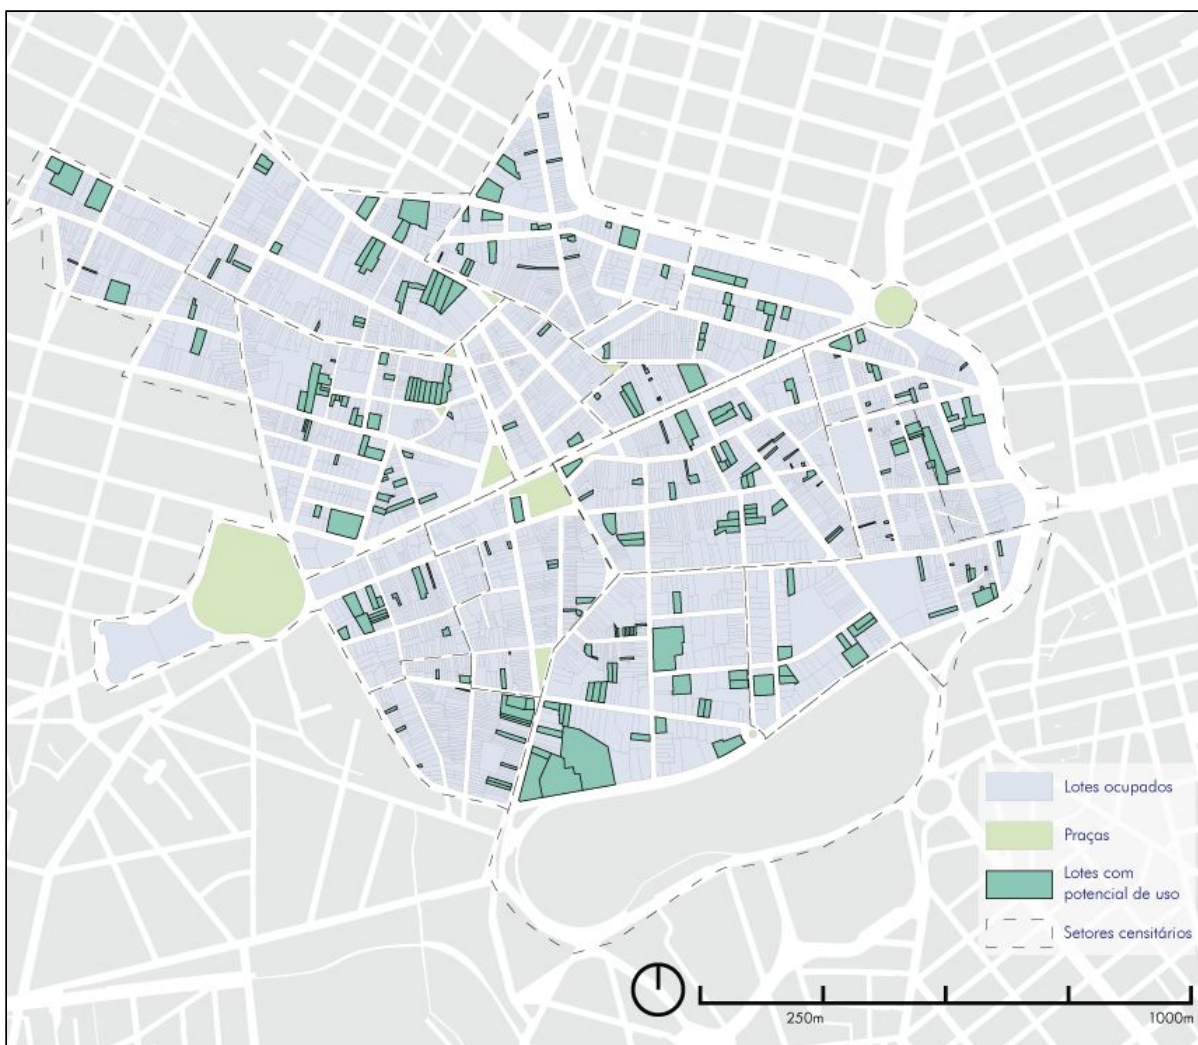 Lotes ocupados
Praças
Lotes com
potencial de uso
Setores censitários
250m
1000m